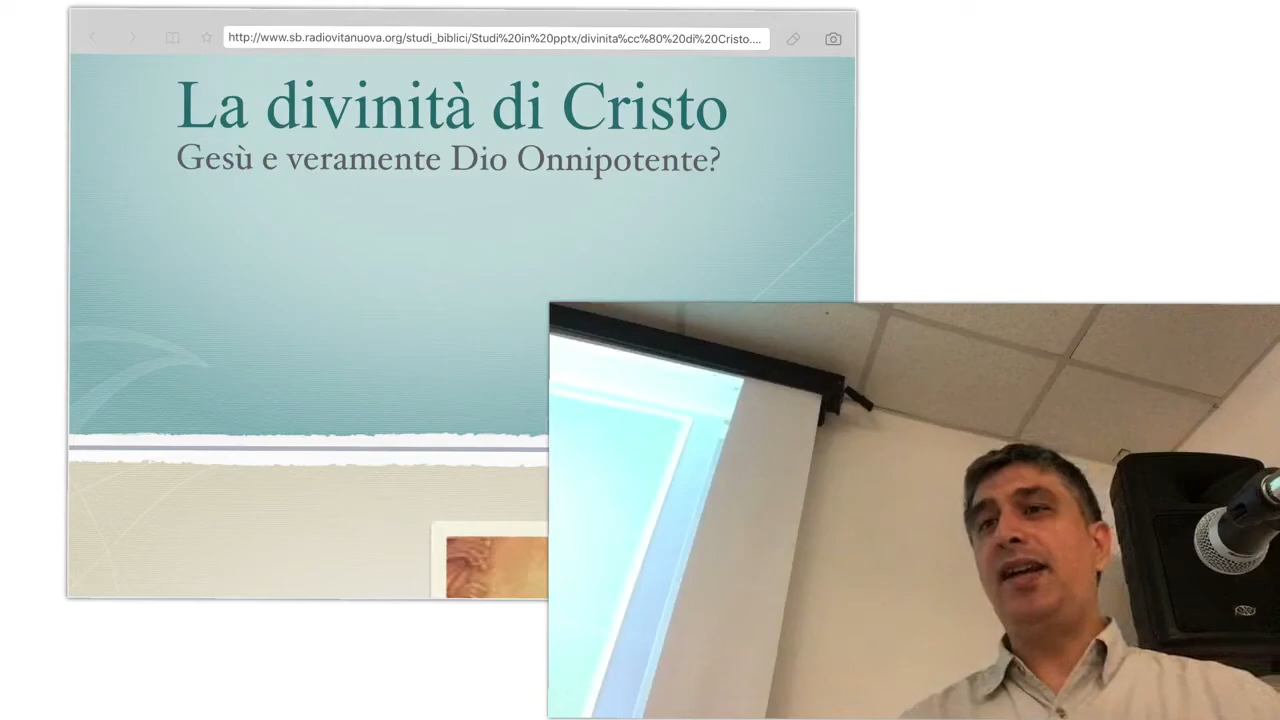 http://www.sb.radiovitanuova.org/studi_biblici/Studi%20in%20pptx/divinita%cc%80%20di%20Cristo....
La divinità di Cristo
Gesù e veramente Dio Onnipotente?